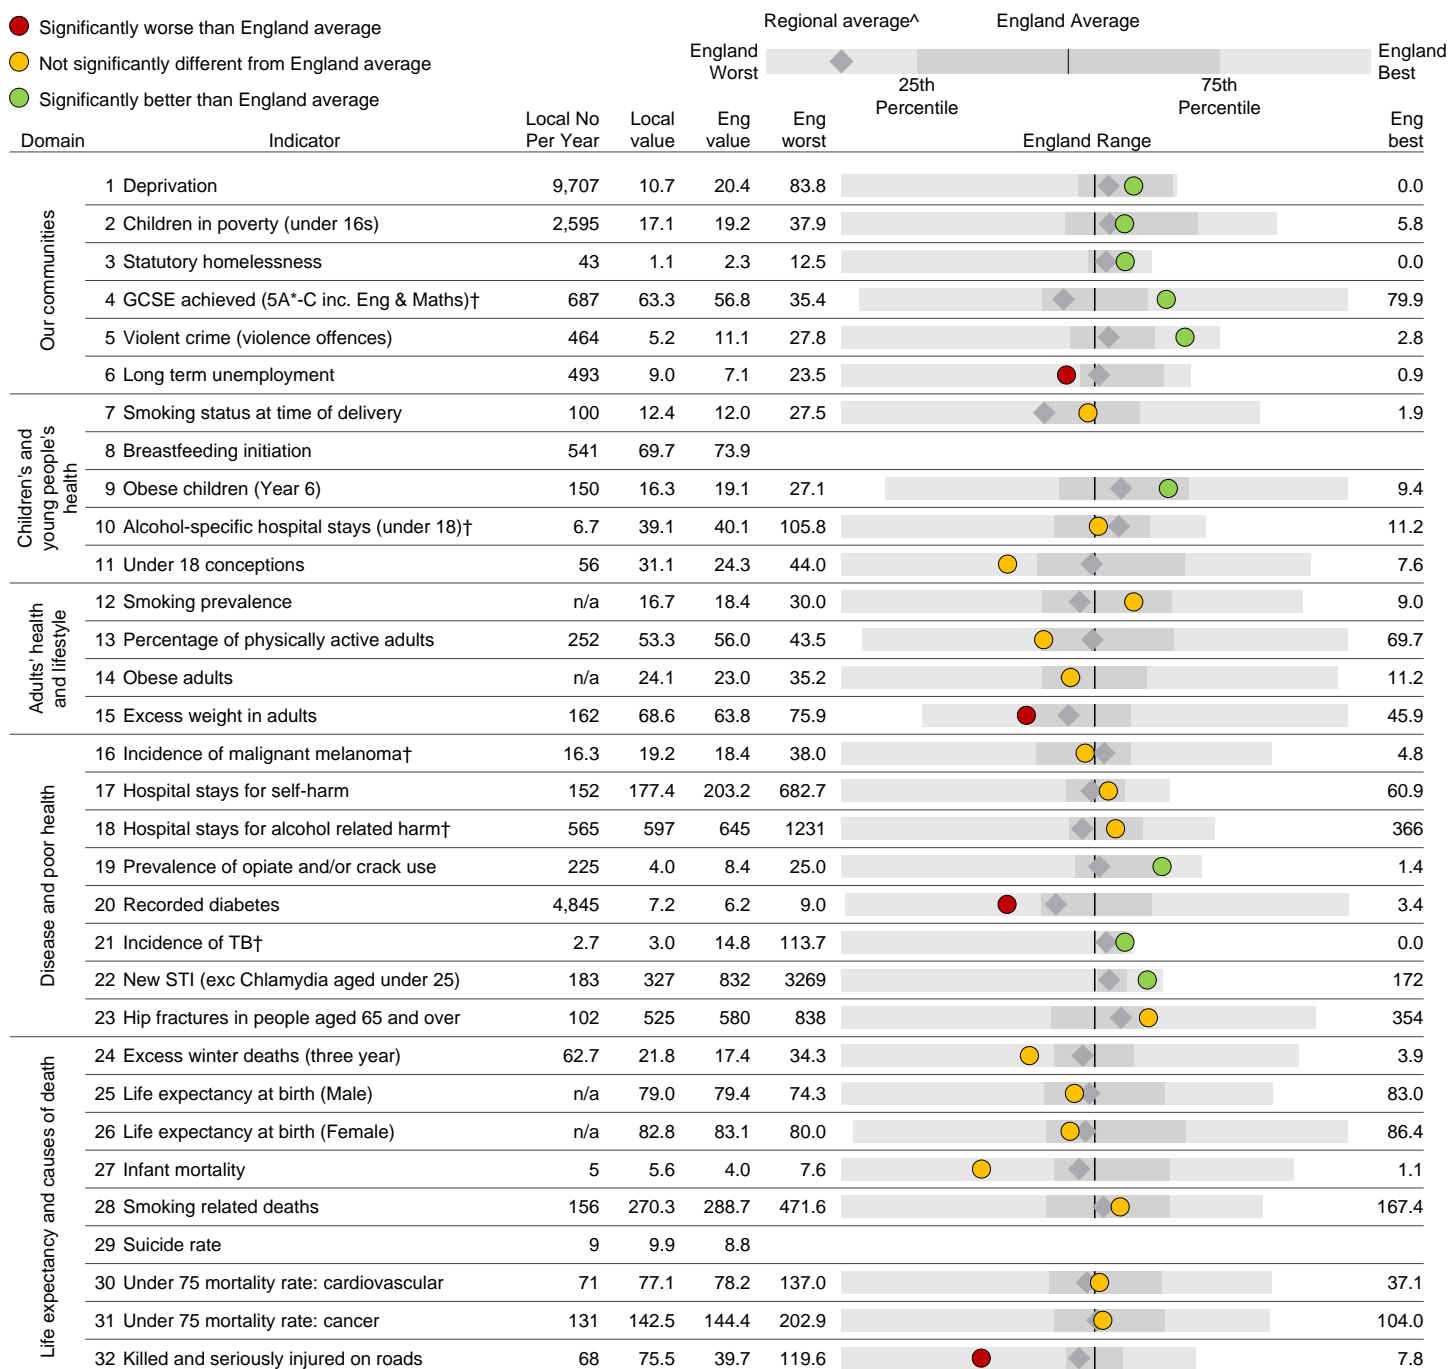 Significantly worse than England average
Not significantly different from England average
Significantly better than England average
Regional average^ England Average
England Worst
England Best
25th Percentile
75th Percentile
Domain Indicator Local No Per Year Local value Eng value Eng worst England Range Eng best
Our communities
1 Deprivation 9,707 10.7 20.4 83.8 0.0
2 Children in poverty (under 16s) 2,595 17.1 19.2 37.9 5.8
3 Statutory homelessness 43 1.1 2.3 12.5 0.0
4 GCSE achieved (5A*-C inc. Eng & Maths)† 687 63.3 56.8 35.4 79.9
5 Violent crime (violence offences) 464 5.2 11.1 27.8 2.8
6 Long term unemployment 493 9.0 7.1 23.5 0.9
Children's and young people's health
7 Smoking status at time of delivery 100 12.4 12.0 27.5 1.9
8 Breastfeeding initiation 541 69.7 73.9
9 Obese children (Year 6) 150 16.3 19.1 27.1 9.4
10 Alcohol-specific hospital stays (under 18)† 6.7 39.1 40.1 105.8 11.2
11 Under 18 conceptions 56 31.1 24.3 44.0 7.6
Adults' health and lifestyle
12 Smoking prevalence n/a 16.7 18.4 30.0 9.0
13 Percentage of physically active adults 252 53.3 56.0 43.5 69.7
14 Obese adults n/a 24.1 23.0 35.2 11.2
15 Excess weight in adults 162 68.6 63.8 75.9 45.9
Disease and poor health
16 Incidence of malignant melanoma† 16.3 19.2 18.4 38.0 4.8
17 Hospital stays for self-harm 152 177.4 203.2 682.7 60.9
18 Hospital stays for alcohol related harm† 565 597 645 1231 366
19 Prevalence of opiate and/or crack use 225 4.0 8.4 25.0 1.4
20 Recorded diabetes 4,845 7.2 6.2 9.0 3.4
21 Incidence of TB† 2.7 3.0 14.8 113.7 0.0
22 New STI (exc Chlamydia aged under 25) 183 327 832 3269 172
23 Hip fractures in people aged 65 and over 102 525 580 838 354
Life expectancy and causes of death
24 Excess winter deaths (three year) 62.7 21.8 17.4 34.3 3.9
25 Life expectancy at birth (Male) n/a 79.0 79.4 74.3 83.0
26 Life expectancy at birth (Female) n/a 82.8 83.1 80.0 86.4
27 Infant mortality 5 5.6 4.0 7.6 1.1
28 Smoking related deaths 156 270.3 288.7 471.6 167.4
29 Suicide rate 9 9.9 8.8
30 Under 75 mortality rate: cardiovascular 71 77.1 78.2 137.0 37.1
31 Under 75 mortality rate: cancer 131 142.5 144.4 202.9 104.0
32 Killed and seriously injured on roads 68 75.5 39.7 119.6 7.8